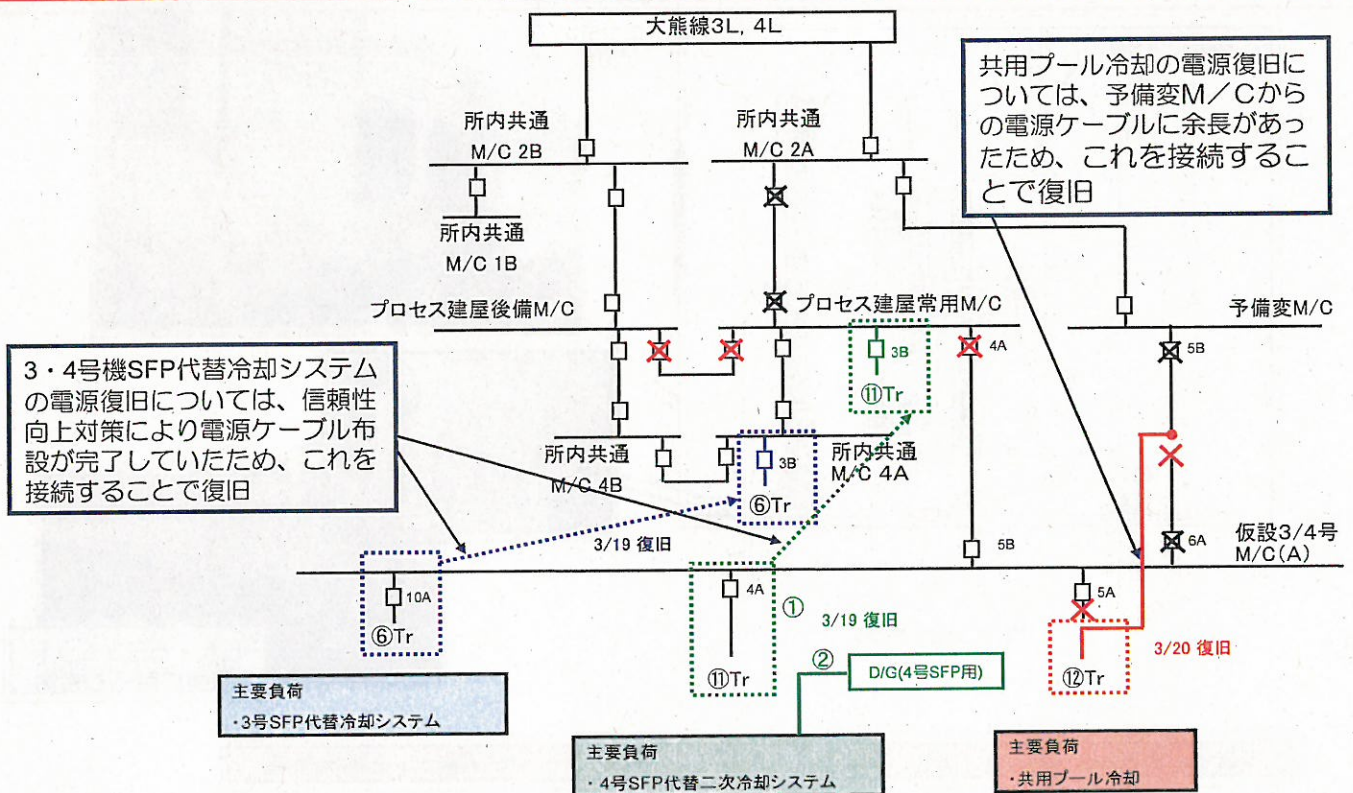 大熊線3L, 4L
共用プール冷却の電源復旧に
ついては、予備変M／Cから
の電源ケーブルに余長があっ
たため、これを接続するこ
とで復旧
所内共通
M/C 2B
所内共通
M/C 2A
所内共通
M/C 1B
プロセス建屋後備M/C
プロセス建屋常用M/C
予備変M/C
3B
⑪Tr
4A
5B
3・4号機SFP代替冷却システム
の電源復旧については、信頼性
向上対策により電源ケーブル布
設が完了していたため、これを
接続することで復旧
所内共通
M/C 4B
3B
⑥Tr
所内共通
M/C 4A
3/19 復旧
5B
6A
仮設3/4号
M/C(A)
10A
⑥Tr
4A
⑪Tr
①
3/19 復旧
②
D/G(4号SFP用)
5A
⑫Tr
3/20 復旧
主要負荷
・3号SFP代替冷却システム
主要負荷
・4号SFP代替二次冷却システム
主要負荷
・共用プール冷却